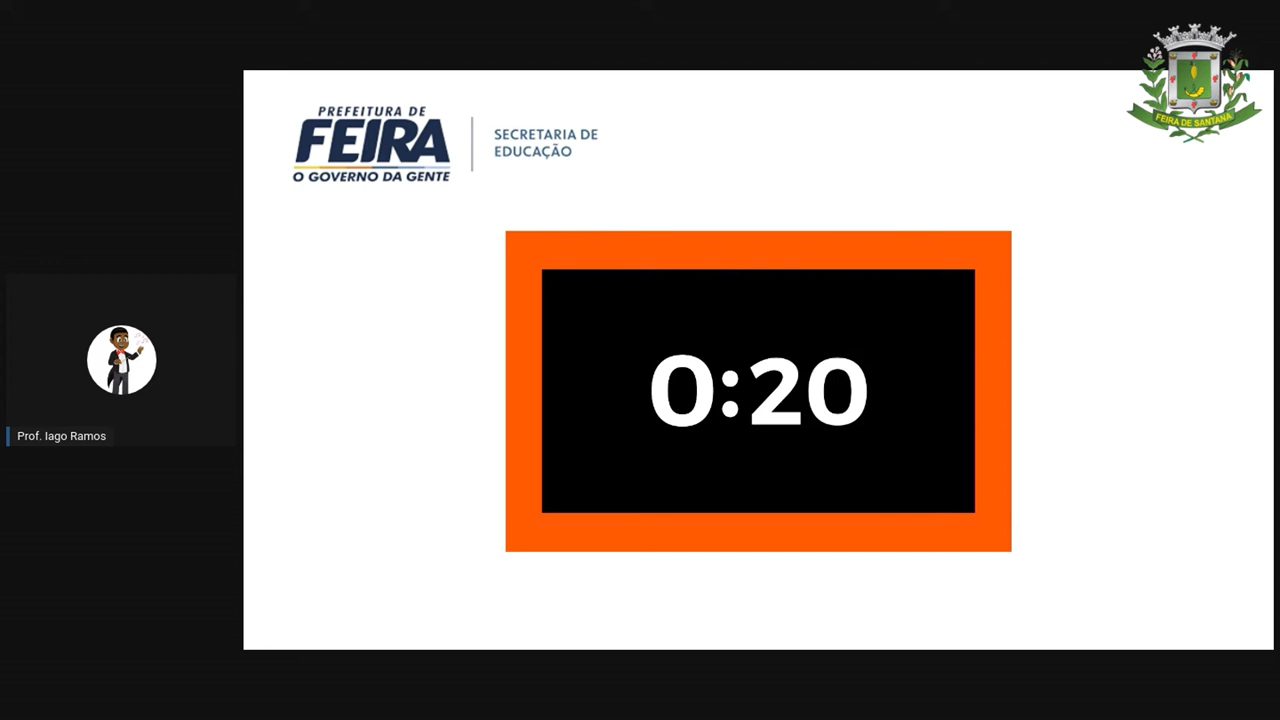 PREFEITURA DE
FEIRA
O GOVERNO DA GENTE
SECRETARIA DE
EDUCAÇÃO
FEIRA DE SANTANA
0:20
Prof. Iago Ramos